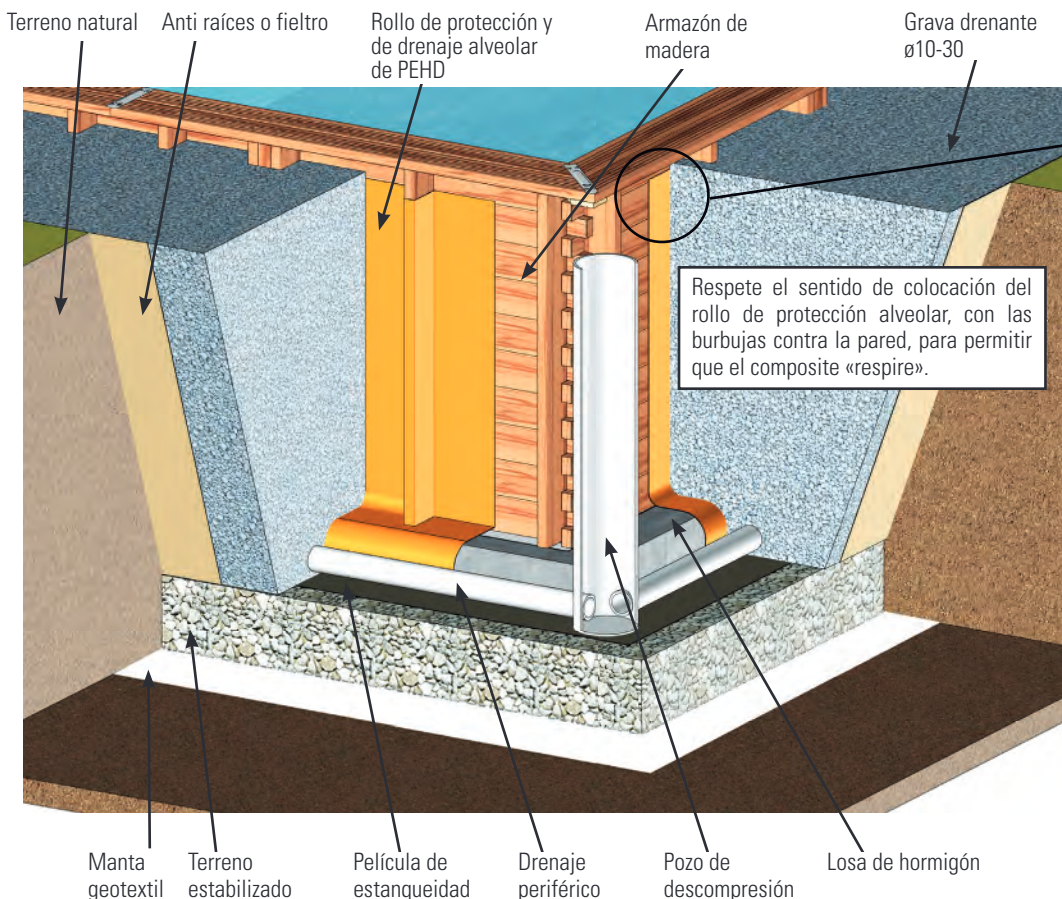 Terreno natural
Anti raíces o fieltro
Rollo de protección y
de drenaje alveolar
de PEHD
Armazón de
madera
Grava drenante
ø10-30
Respete el sentido de colocación del
rollo de protección alveolar, con las
burbujas contra la pared, para permitir
que el composite «respire».
Manta
geotextil
Terreno
estabilizado
Película de
estanqueidad
Drenaje
periférico
Pozo de
descompresión
Losa de hormigón